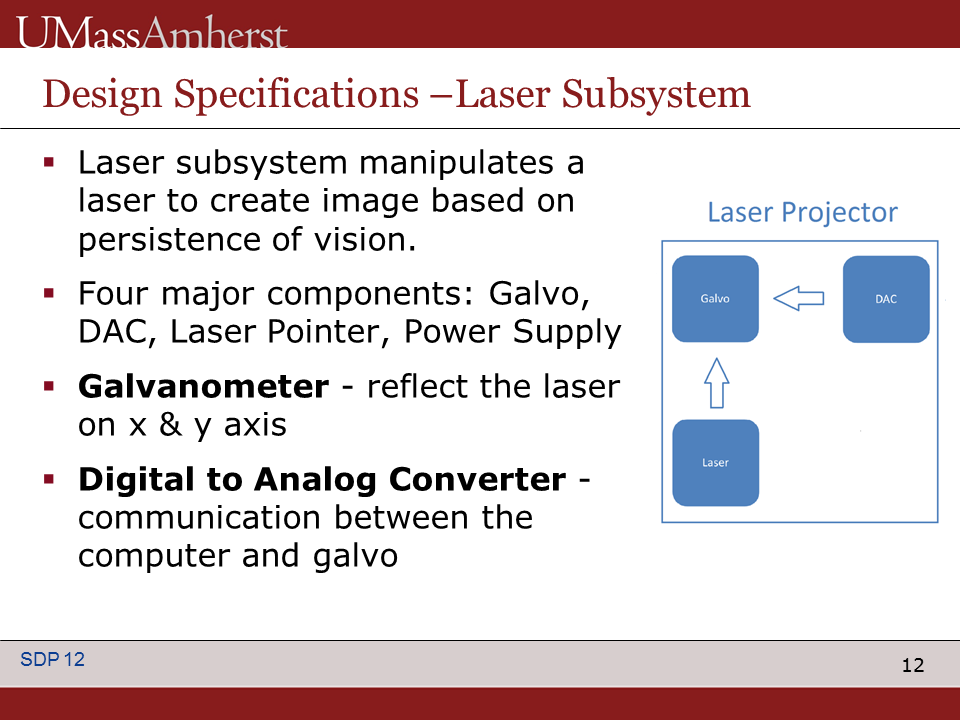 UMassAmherst
Design Specifications –Laser Subsystem
▪ Laser subsystem manipulates a
laser to create image based on
persistence of vision.
▪ Four major components: Galvo,
DAC, Laser Pointer, Power Supply
▪ Galvanometer - reflect the laser
on x & y axis
▪ Digital to Analog Converter -
communication between the
computer and galvo
Laser Projector
Galvo
DAC
Laser
SDP 12
12